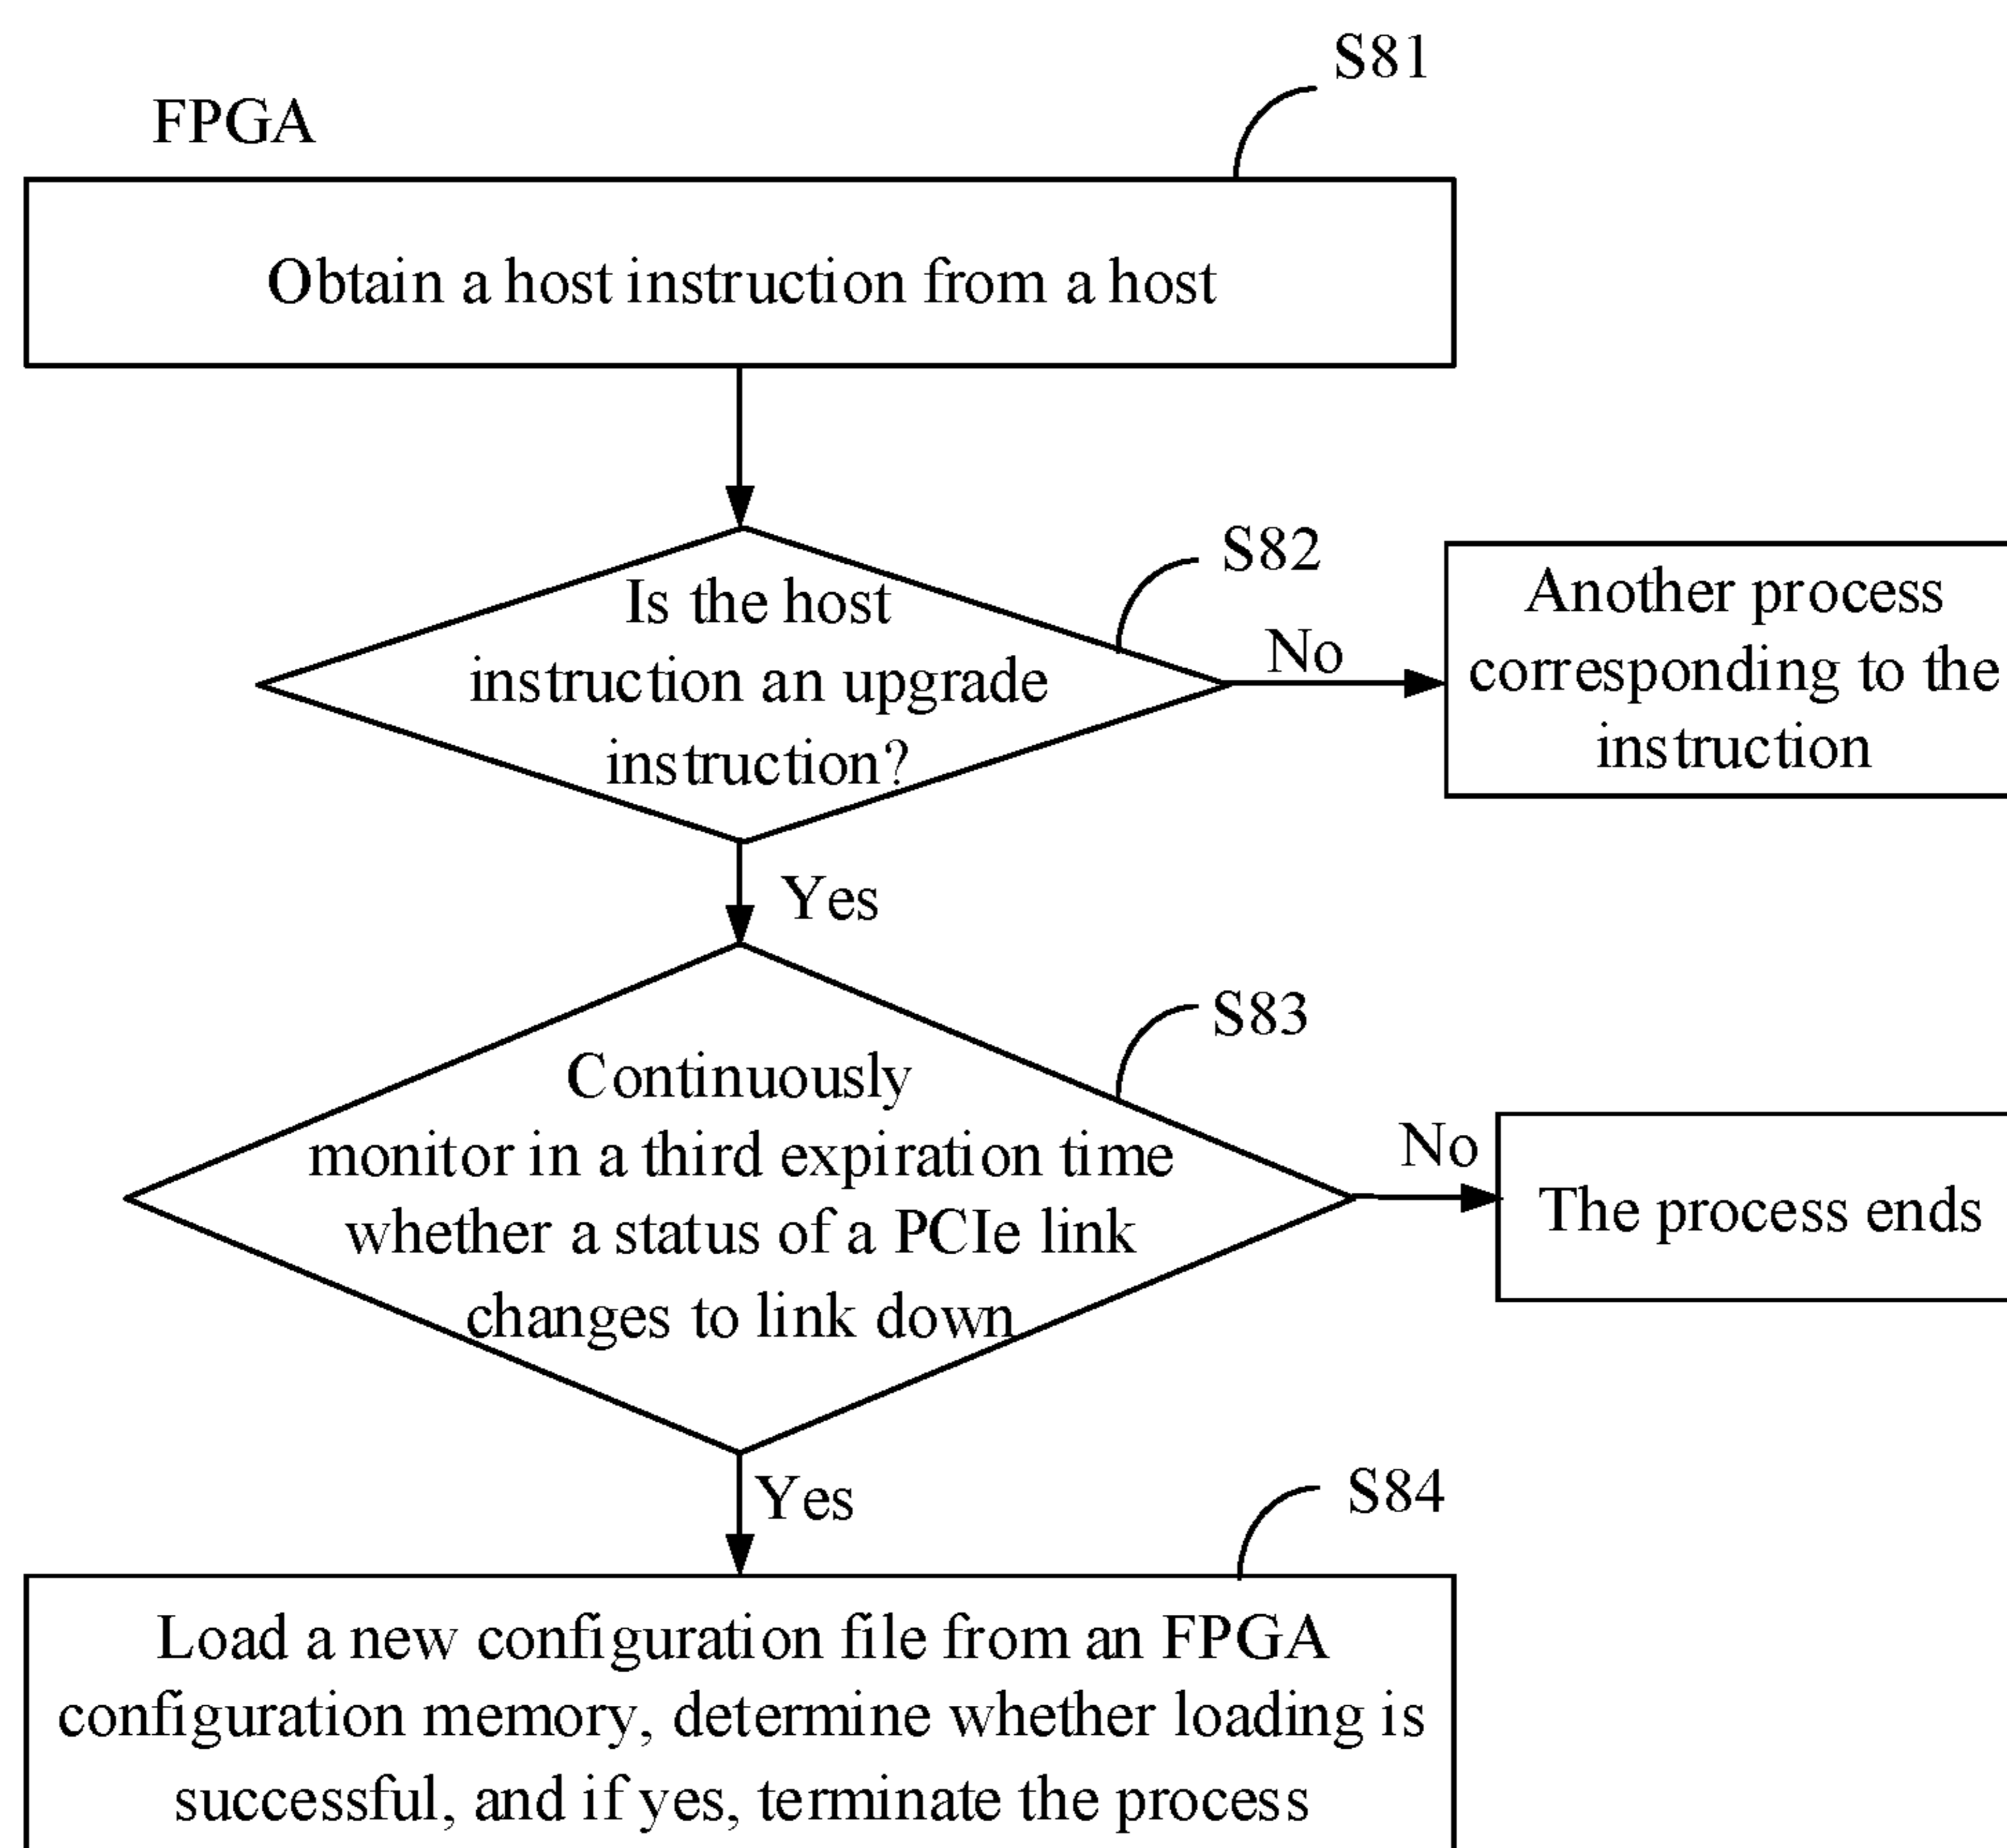 S81
FPGA
Obtain a host instruction from a host
S82
Is the host
instruction an upgrade
instruction?
No
Another process
corresponding to the
instruction
Yes
S83
Continuously
monitor in a third expiration time
whether a status of a PCIe link
changes to link down
No
The process ends
Yes
S84
Load a new configuration file from an FPGA
configuration memory, determine whether loading is
successful, and if yes, terminate the process